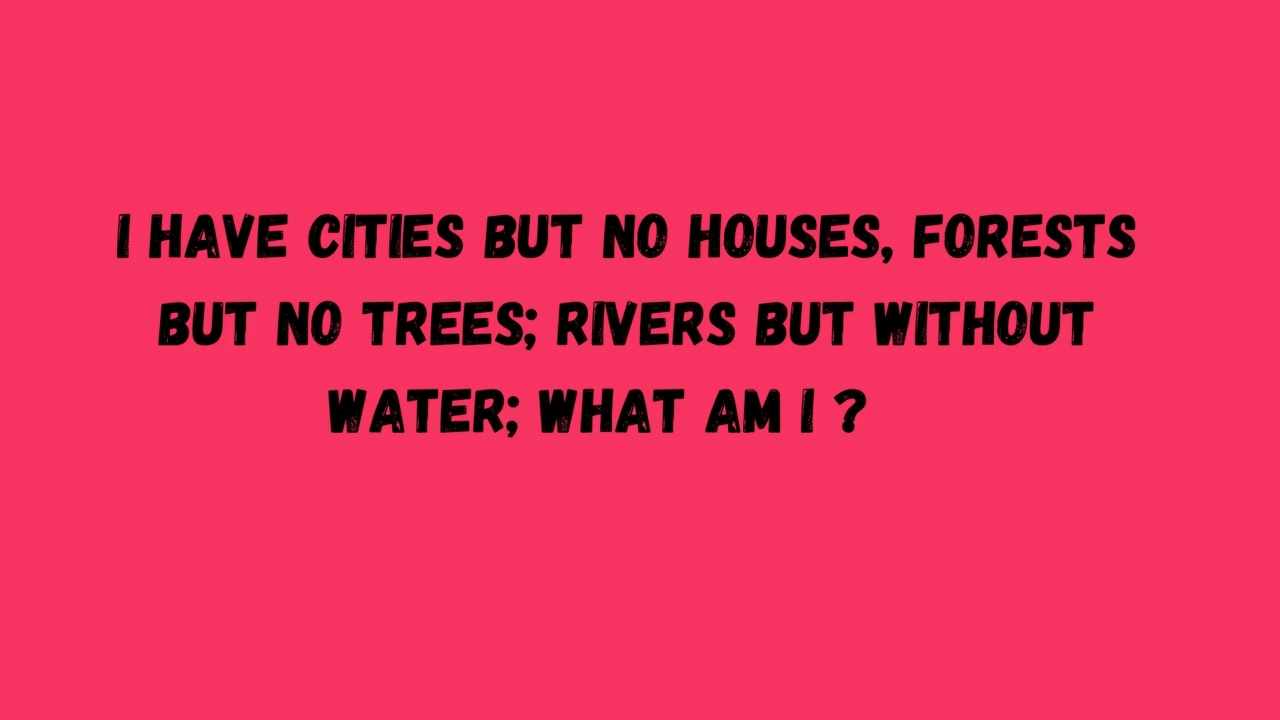 I HAVE CITIES BUT NO HOUSES, FORESTS
BUT NO TREES; RIVERS BUT WITHOUT
WATER; WHAT AM I ?